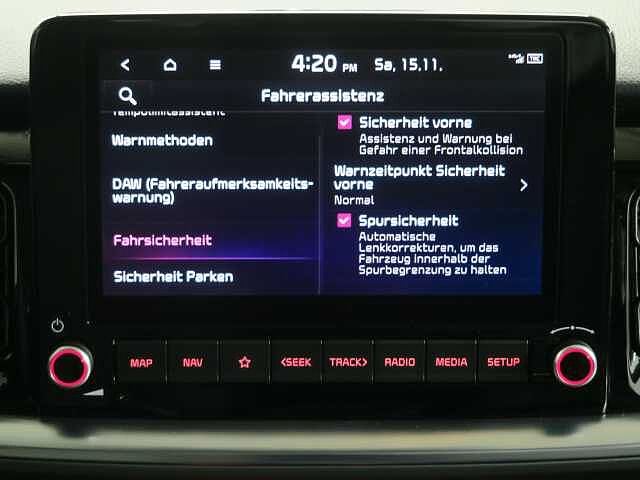 4:20 PM Sa, 15.11.
Fahrerassistenz
Tempolimitassistent
Warnmethoden
DAW (Fahreraufmerksamkeits-
warnung)
Fahrsicherheit
Sicherheit Parken
Sicherheit vorne
Assistenz und Warnung bei
Gefahr einer Frontalkollision
Warnzeitpunkt Sicherheit
vorne
Normal
Spursicherheit
Automatische
Lenkkorrekturen, um das
Fahrzeug innerhalb der
Spurbegrenzung zu halten
MAP NAV <SEEK TRACK> RADIO MEDIA SETUP